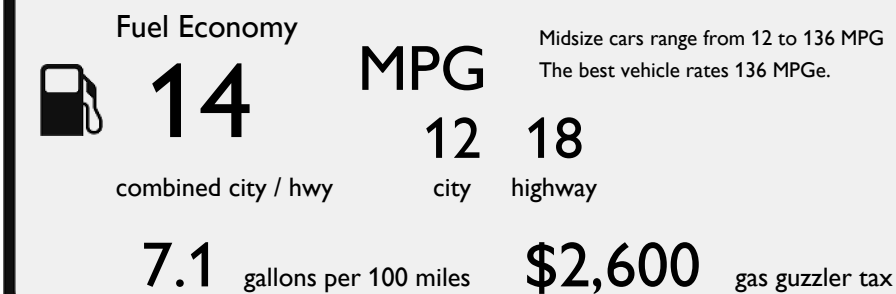 Fuel Economy
14
combined city / hwy
MPG
12 city
18 highway
Midsize cars range from 12 to 136 MPG
The best vehicle rates 136 MPGe.
7.1 gallons per 100 miles
$2,600 gas guzzler tax